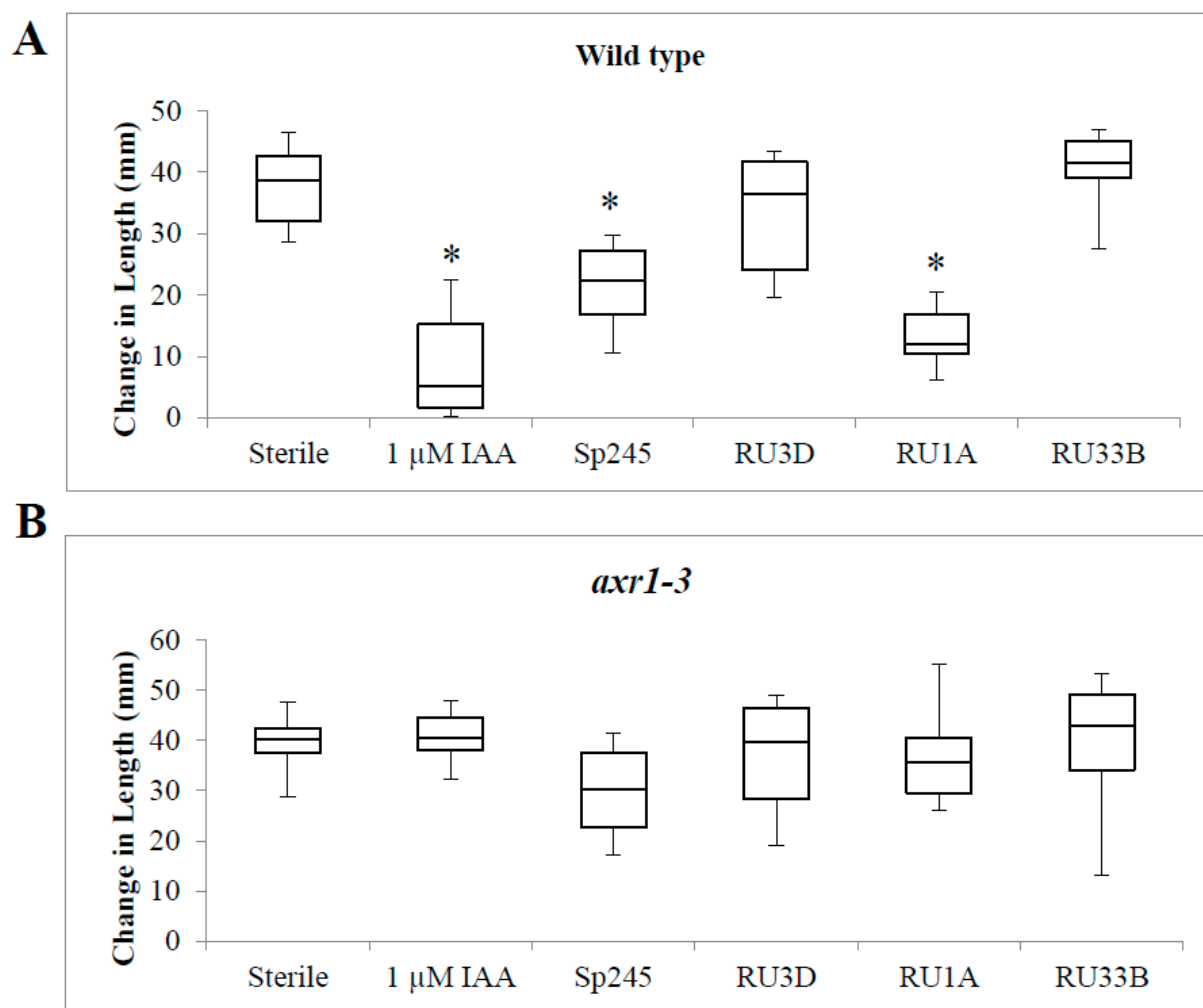 A
Wild type
Change in Length (mm)
50
40
30
20
10
0
* * *
Sterile 1 µM IAA Sp245 RU3D RU1A RU33B
B
axr1-3
Change in Length (mm)
60
50
40
30
20
10
0
Sterile 1 µM IAA Sp245 RU3D RU1A RU33B